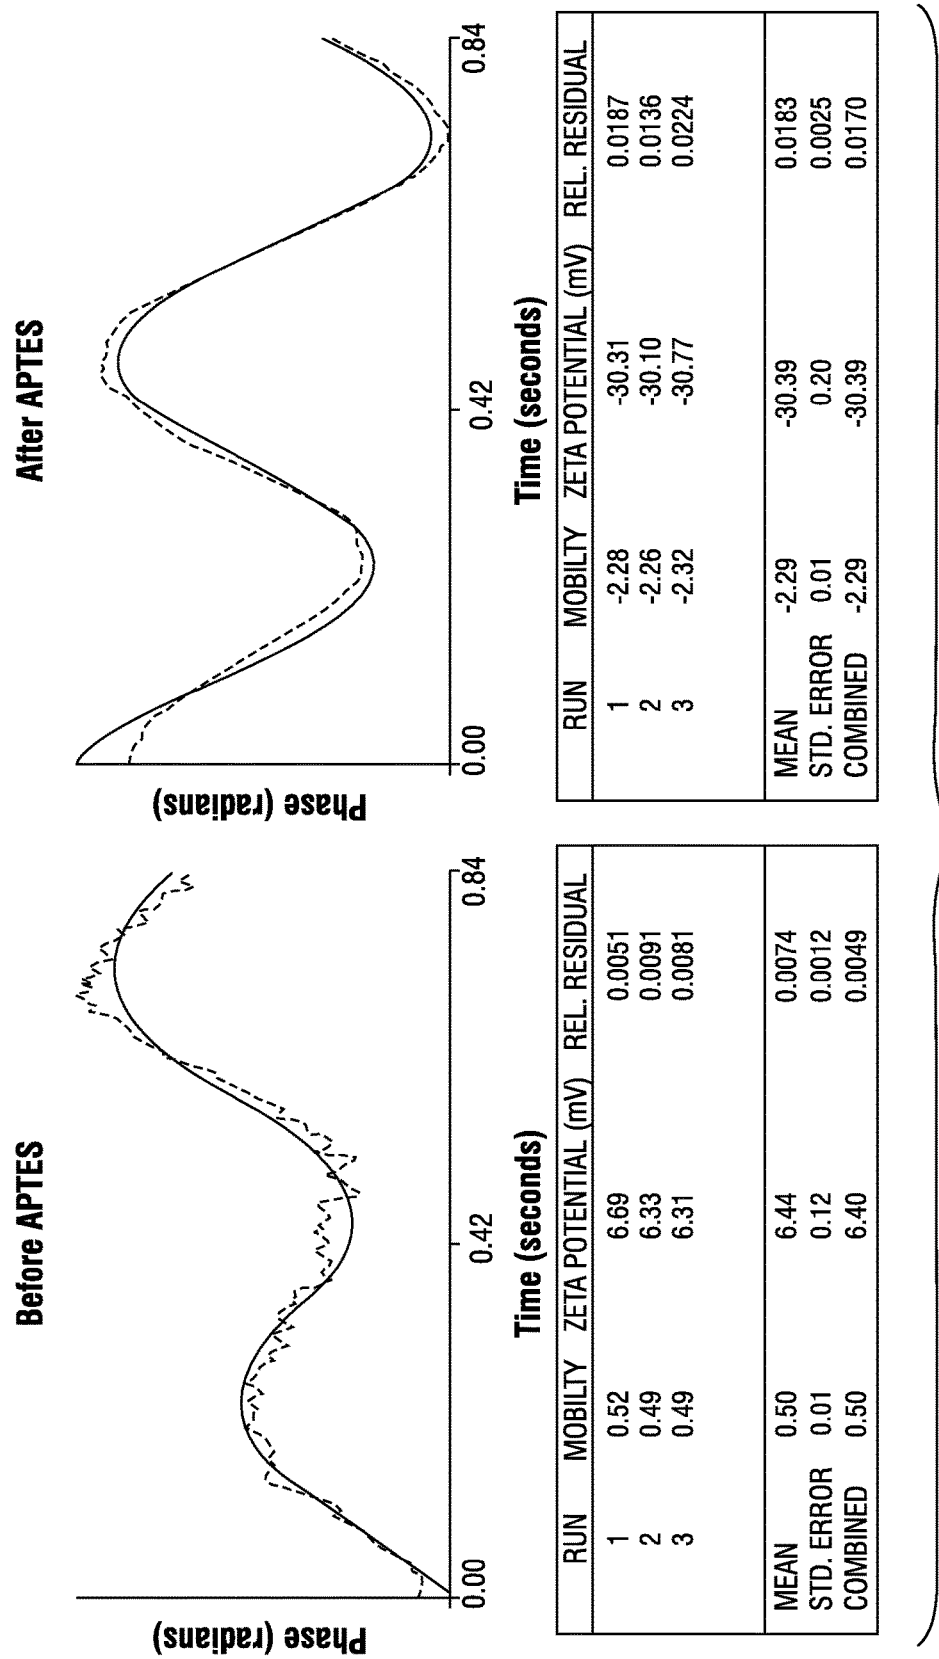 Before APTES
Phase (radians)
0.00 0.42 0.84
Time (seconds)
RUN MOBILTY ZETA POTENTIAL (mV) REL. RESIDUAL
1 0.52 6.69 0.0051
2 0.49 6.33 0.0091
3 0.49 6.31 0.0081
MEAN 0.50 6.44 0.0074
STD. ERROR 0.01 0.12 0.0012
COMBINED 0.50 6.40 0.0049
After APTES
Phase (radians)
0.00 0.42 0.84
Time (seconds)
RUN MOBILTY ZETA POTENTIAL (mV) REL. RESIDUAL
1 -2.28 -30.31 0.0187
2 -2.26 -30.10 0.0136
3 -2.32 -30.77 0.0224
MEAN -2.29 -30.39 0.0183
STD. ERROR 0.01 0.20 0.0025
COMBINED -2.29 -30.39 0.0170